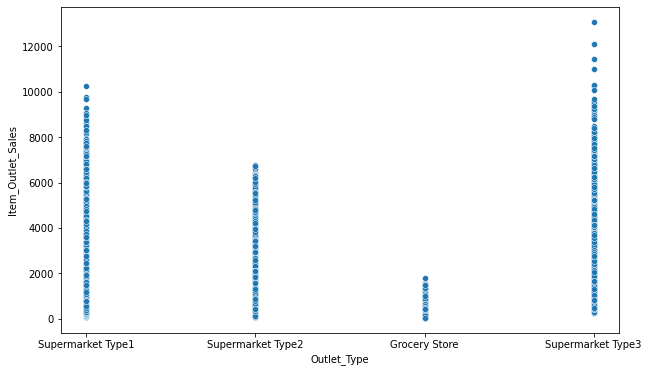 12000
10000
8000
6000
4000
2000
0
Item_Outlet_Sales
Supermarket Type1 Supermarket Type2 Grocery Store Supermarket Type3
Outlet_Type